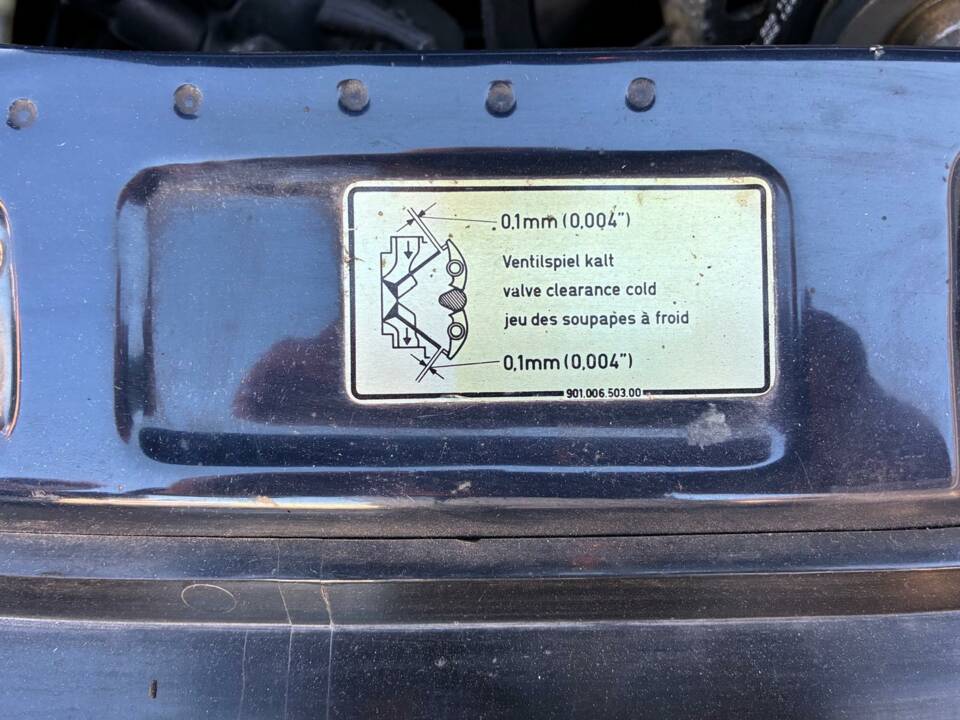 0.1mm (0,004")
Ventilspiel kalt
valve clearance cold
jeu des soupapes à froid
0,1mm (0,004")
901.006.503.00